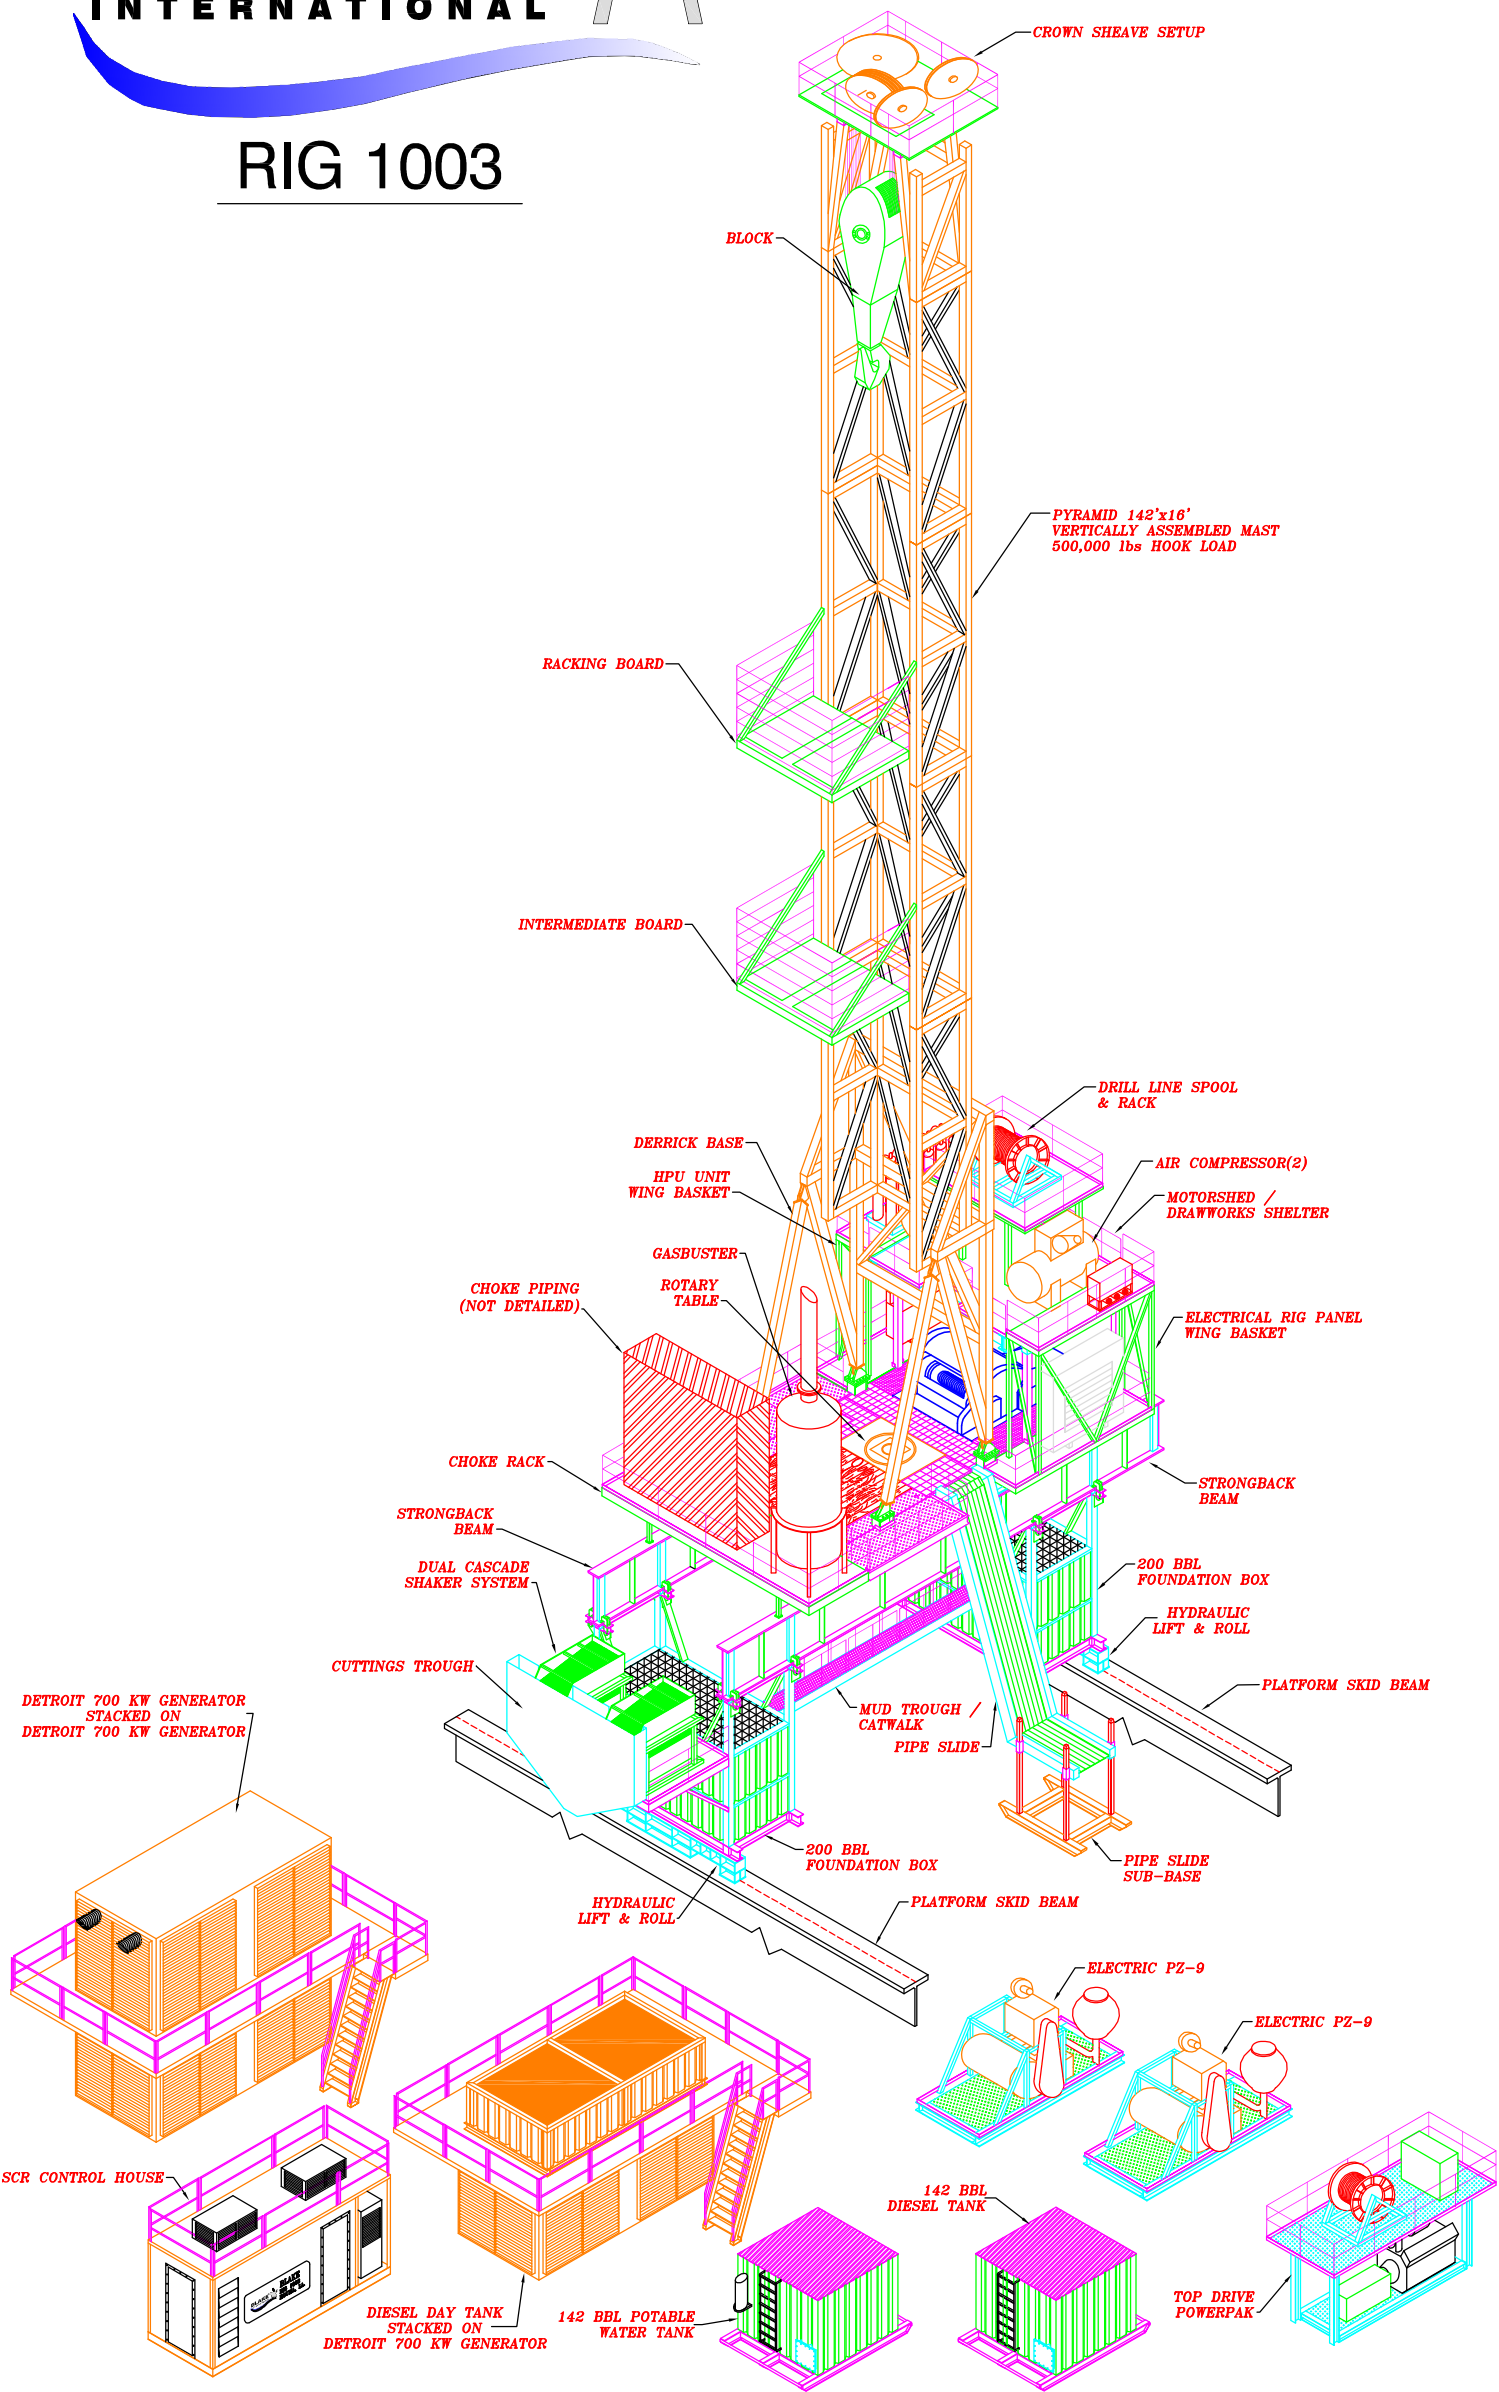 INTERNATIONAL
RIG 1003
CROWN SHEAVE SETUP
BLOCK
PYRAMID 142'x16'
VERTICALLY ASSEMBLED MAST
500,000 lbs HOOK LOAD
RACKING BOARD
INTERMEDIATE BOARD
DRILL LINE SPOOL
& RACK
DERRICK BASE
AIR COMPRESSOR(2)
HPU UNIT
WING BASKET
MOTORSHED /
DRAWWORKS SHELTER
GASBUSTER
ROTARY
TABLE
CHOKE PIPING
(NOT DETAILED)
ELECTRICAL RIG PANEL
WING BASKET
CHOKE RACK
STRONGBACK
BEAM
STRONGBACK
BEAM
DUAL CASCADE
SHAKER SYSTEM
200 BBL
FOUNDATION BOX
HYDRAULIC
LIFT & ROLL
CUTTINGS TROUGH
PLATFORM SKID BEAM
DETROIT 700 KW GENERATOR
STACKED ON
DETROIT 700 KW GENERATOR
MUD TROUGH /
CATWALK
PIPE SLIDE
200 BBL
FOUNDATION BOX
PIPE SLIDE
SUB-BASE
HYDRAULIC
LIFT & ROLL
PLATFORM SKID BEAM
ELECTRIC PZ-9
ELECTRIC PZ-9
SCR CONTROL HOUSE
142 BBL
DIESEL TANK
BLAKE
TOP DRIVE
POWERPAK
DIESEL DAY TANK
STACKED ON
DETROIT 700 KW GENERATOR
142 BBL POTABLE
WATER TANK